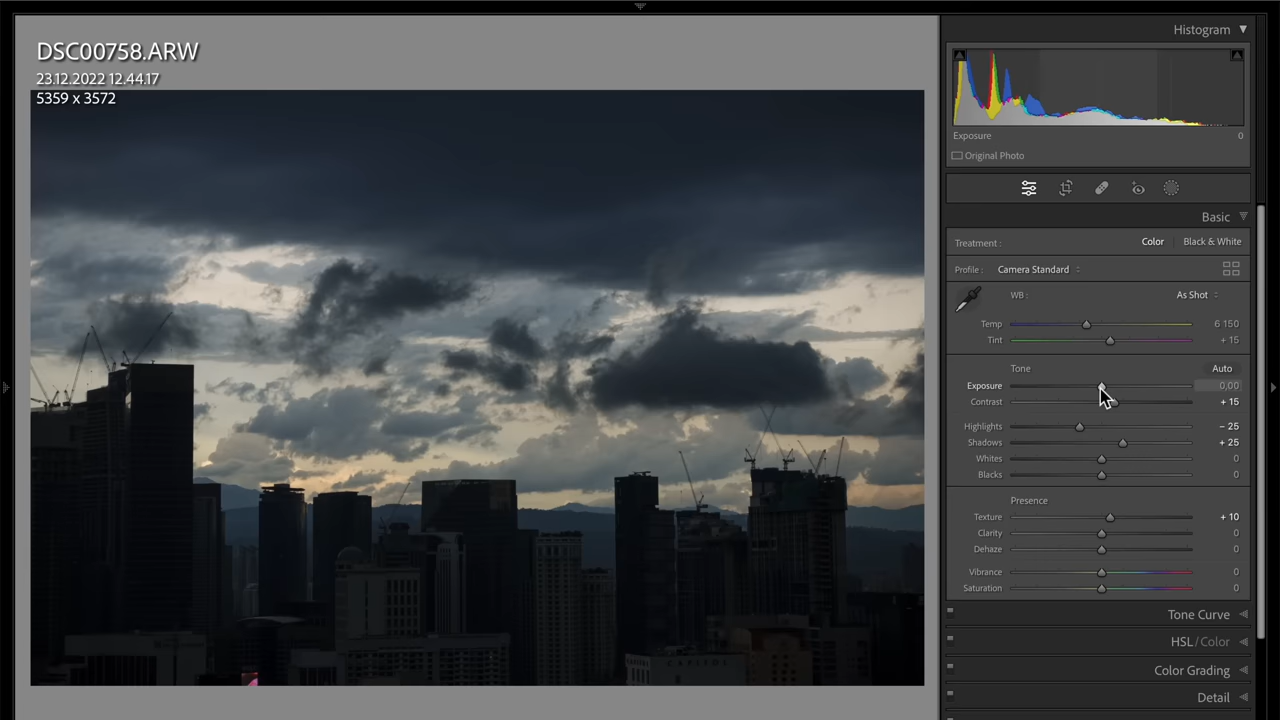 DSC00758.ARW
23.12.2022 12.44.17
5359 x 3572
CAPITOL
Histogram
Exposure 0
Original Photo
Basic
Treatment : Color Black & White
Profile : Camera Standard
WB : As Shot
Temp 6 150
Tint + 15
Tone Auto
Exposure 0,00
Contrast + 15
Highlights − 25
Shadows + 25
Whites 0
Blacks 0
Presence
Texture + 10
Clarity 0
Dehaze 0
Vibrance 0
Saturation 0
Tone Curve
HSL / Color
Color Grading
Detail